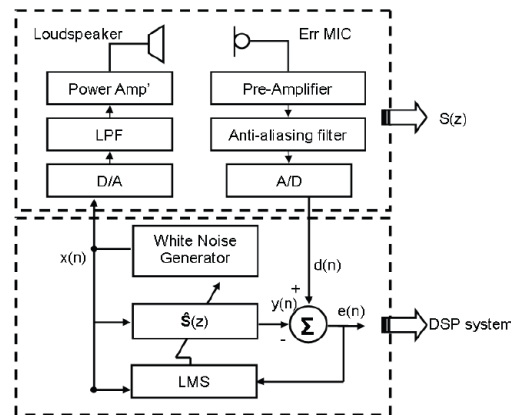 Loudspeaker
Err MIC
Power Amp'
Pre-Amplifier
LPF
Anti-aliasing filter
S(z)
D/A
A/D
x(n)
White Noise
Generator
d(n)
+
Ŝ(z)
y(n)
Σ
e(n)
-
DSP system
LMS